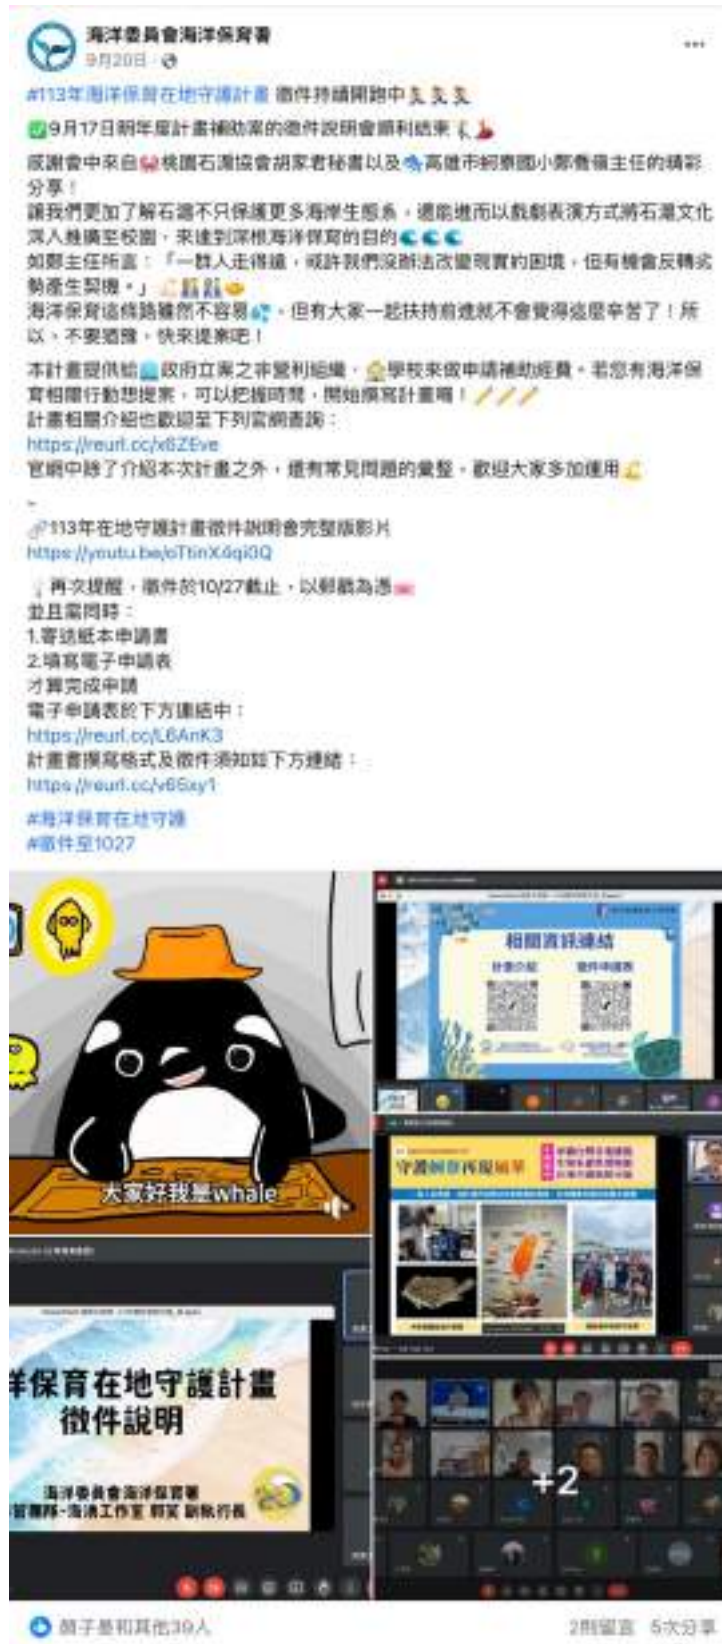 海洋委員會海洋保育署
9月20日
#113年海洋保育在地守護計畫 徵件持續開跑中
9月17日明年度計畫補助案的徵件說明會順利結束
感謝會中來自桃園石滬協會胡家君秘書以及高雄市蚵寮國小鄭喬嶺主任的精彩
分享！
讓我們更加了解石滬不只保護更多海岸生態系，還能進而以戲劇表演方式將石滬文化
深入推廣至校園，來達到深根海洋保育的目的
如鄭主任所言：「一群人走得遠，或許我們沒辦法改變現實的困境，但有機會反轉劣
勢產生契機。」
海洋保育這條路雖然不容易，但有大家一起扶持前進就不會覺得這麼辛苦了！所
以，不要猶豫，快來提案吧！
本計畫提供給政府立案之非營利組織、學校來做申請補助經費。若您有海洋保
育相關行動想提案，可以把握時間，開始撰寫計畫囉！
計畫相關介紹也歡迎至下列官網查詢：
https://reurl.cc/x6ZEve
官網中除了介紹本次計畫之外，還有常見問題的彙整，歡迎大家多加運用
-
113年在地守護計畫徵件說明會完整版影片
https://youtu.be/oTtinX4qi0Q
再次提醒，徵件於10/27截止，以郵戳為憑
並且需同時：
1.寄送紙本申請書
2.填寫電子申請表
才算完成申請
電子申請表於下方連結中：
https://reurl.cc/L6AnK3
計畫書撰寫格式及徵件須知如下方連結：
https://reurl.cc/v65xy1
#海洋保育在地守護
#徵件至1027
大家好我是whale
相關資訊連結
計畫介紹 徵件申請表
守護蚵寮再現風華
洋保育在地守護計畫
徵件說明
海洋委員會海洋保育署
+2
顏子晏和其他39人
2則留言 5次分享